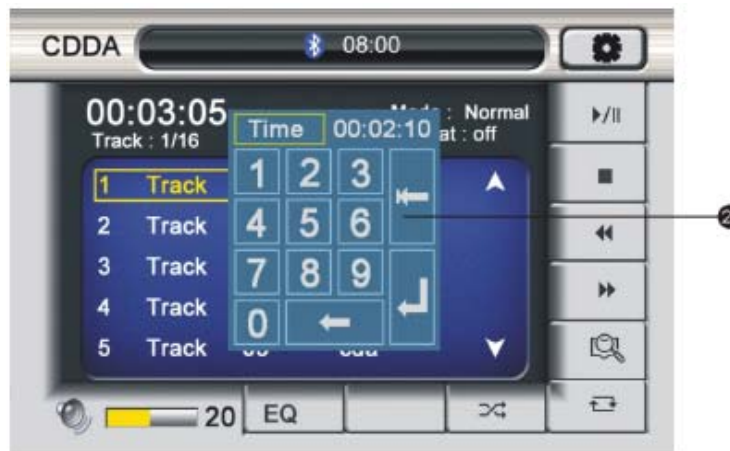 CDDA 08:00
00:03:05 : Normal
Track : 1/16 at : off
Time 00:02:10
1 2 3
4 5 6
7 8 9
0
1 Track
2 Track
3 Track
4 Track
5 Track
20 EQ
2